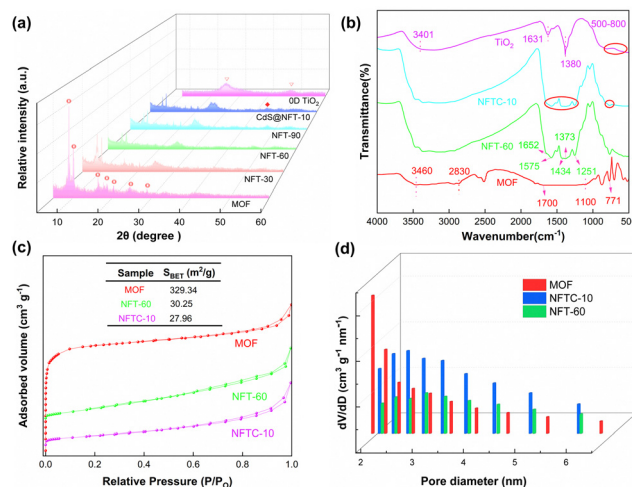 (a)
Relative intensity (a.u.)
0D TiO2
CdS@NFT-10
NFT-90
NFT-60
NFT-30
MOF
10 20 30 40 50 60
2θ (degree )
(b)
Transmittance(%)
3401
1631
500-800
TiO2
1380
NFTC-10
NFT-60
1652
1373
1575
1434
1251
MOF
3460
2830
1700
1100
771
4000 3500 3000 2500 2000 1500 1000 500
Wavenumber(cm-1)
(c)
Adsorbed volume (cm3 g-1)
Sample SBET (m2/g)
MOF 329.34
NFT-60 30.25
NFTC-10 27.96
MOF
NFT-60
NFTC-10
0.0 0.2 0.4 0.6 0.8 1.0
Relative Pressure (P/PO)
(d)
dV/dD (cm3 g-1 nm-1)
MOF
NFTC-10
NFT-60
2 3 4 5 6
Pore diameter (nm)